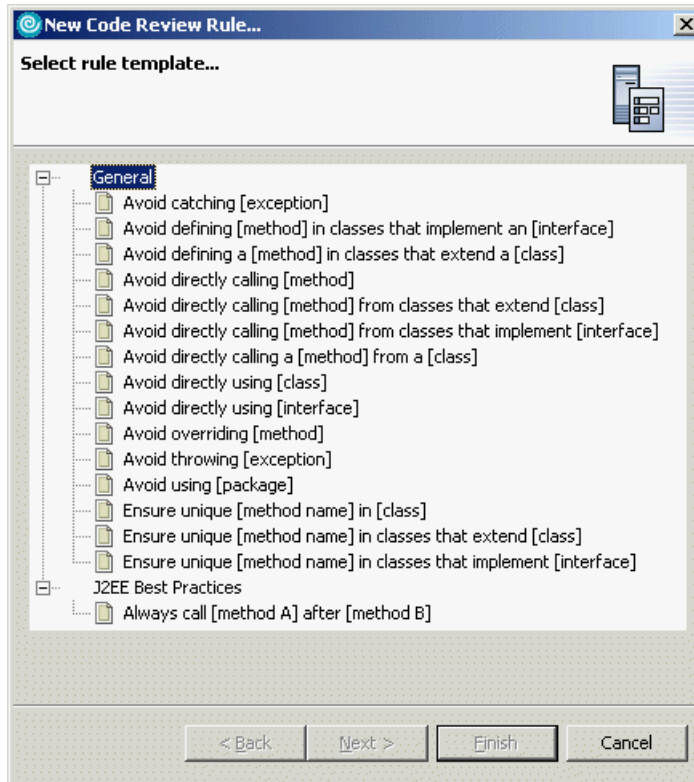 New Code Review Rule...
Select rule template...
General
Avoid catching [exception]
Avoid defining [method] in classes that implement an [interface]
Avoid defining a [method] in classes that extend a [class]
Avoid directly calling [method]
Avoid directly calling [method] from classes that extend [class]
Avoid directly calling [method] from classes that implement [interface]
Avoid directly calling a [method] from a [class]
Avoid directly using [class]
Avoid directly using [interface]
Avoid overriding [method]
Avoid throwing [exception]
Avoid using [package]
Ensure unique [method name] in [class]
Ensure unique [method name] in classes that extend [class]
Ensure unique [method name] in classes that implement [interface]
J2EE Best Practices
Always call [method A] after [method B]
< Back Next > Finish Cancel